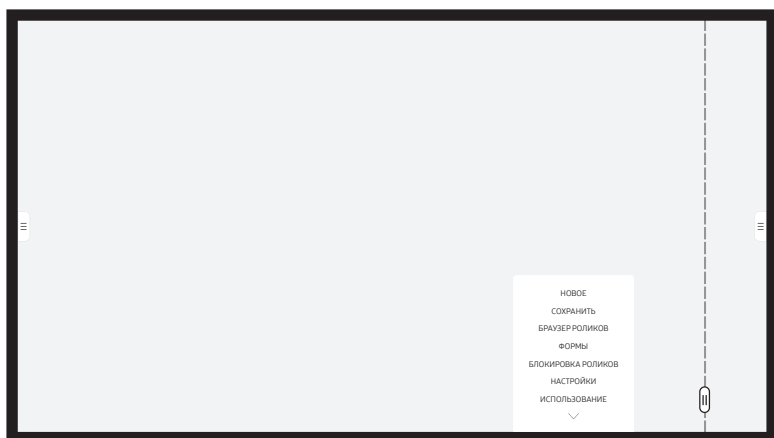 НОВОЕ
СОХРАНИТЬ
БРАУЗЕР РОЛИКОВ
ФОРМЫ
БЛОКИРОВКА РОЛИКОВ
НАСТРОЙКИ
ИСПОЛЬЗОВАНИЕ